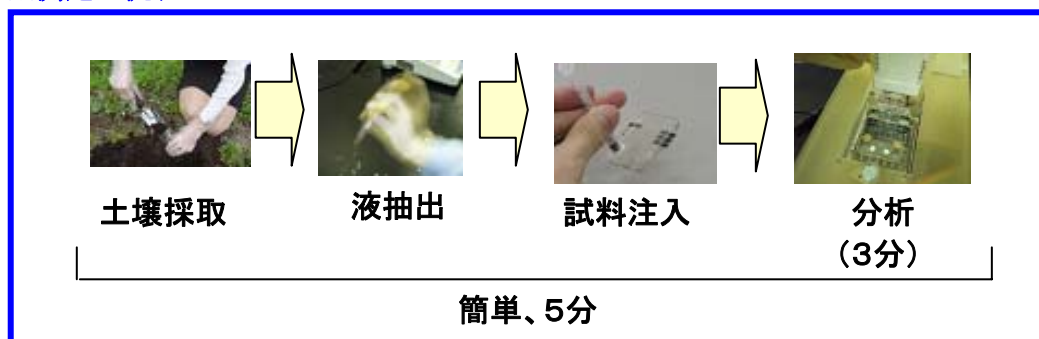 土壌採取
液抽出
試料注入
分析
（３分）
簡単、５分